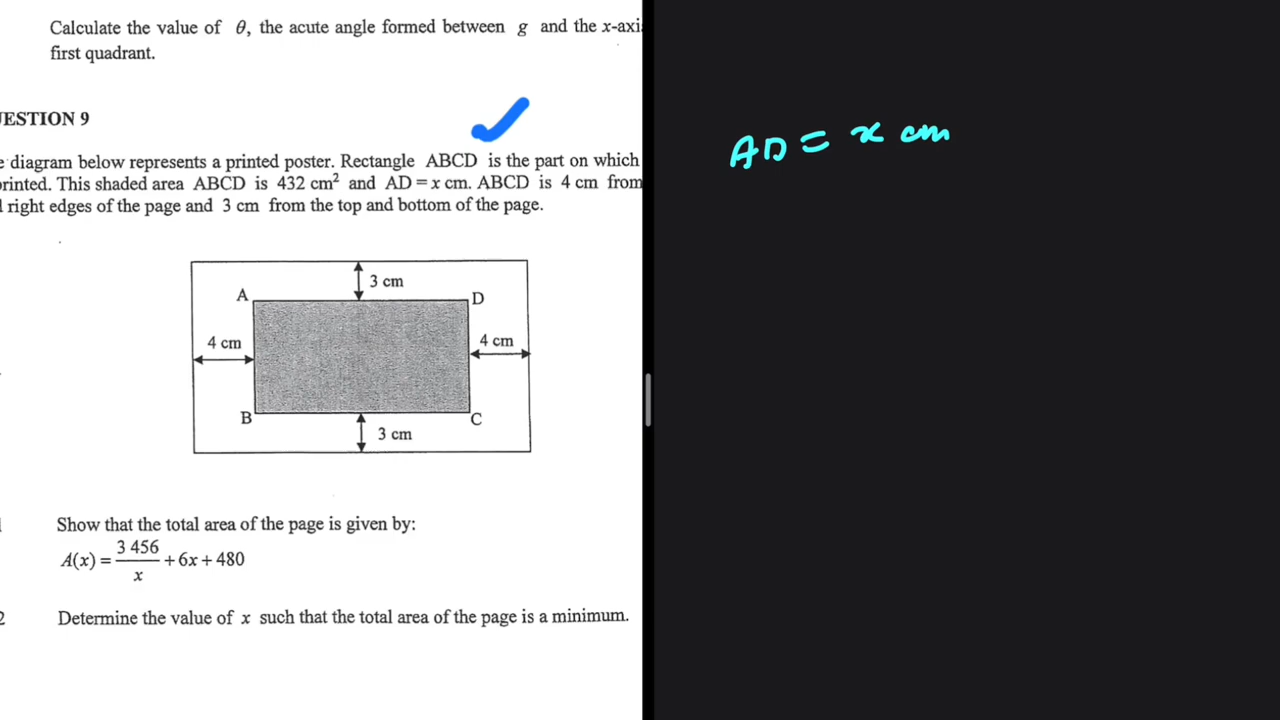 Calculate the value of θ, the acute angle formed between g and the x-axi
first quadrant.
UESTION 9
e diagram below represents a printed poster. Rectangle ABCD is the part on which
rinted. This shaded area ABCD is 432 cm² and AD = x cm. ABCD is 4 cm from
l right edges of the page and 3 cm from the top and bottom of the page.
3 cm
A
D
4 cm
4 cm
B
C
3 cm
Show that the total area of the page is given by:
A(x) = 3 456/x + 6x + 480
2
Determine the value of x such that the total area of the page is a minimum.
AD = x cm